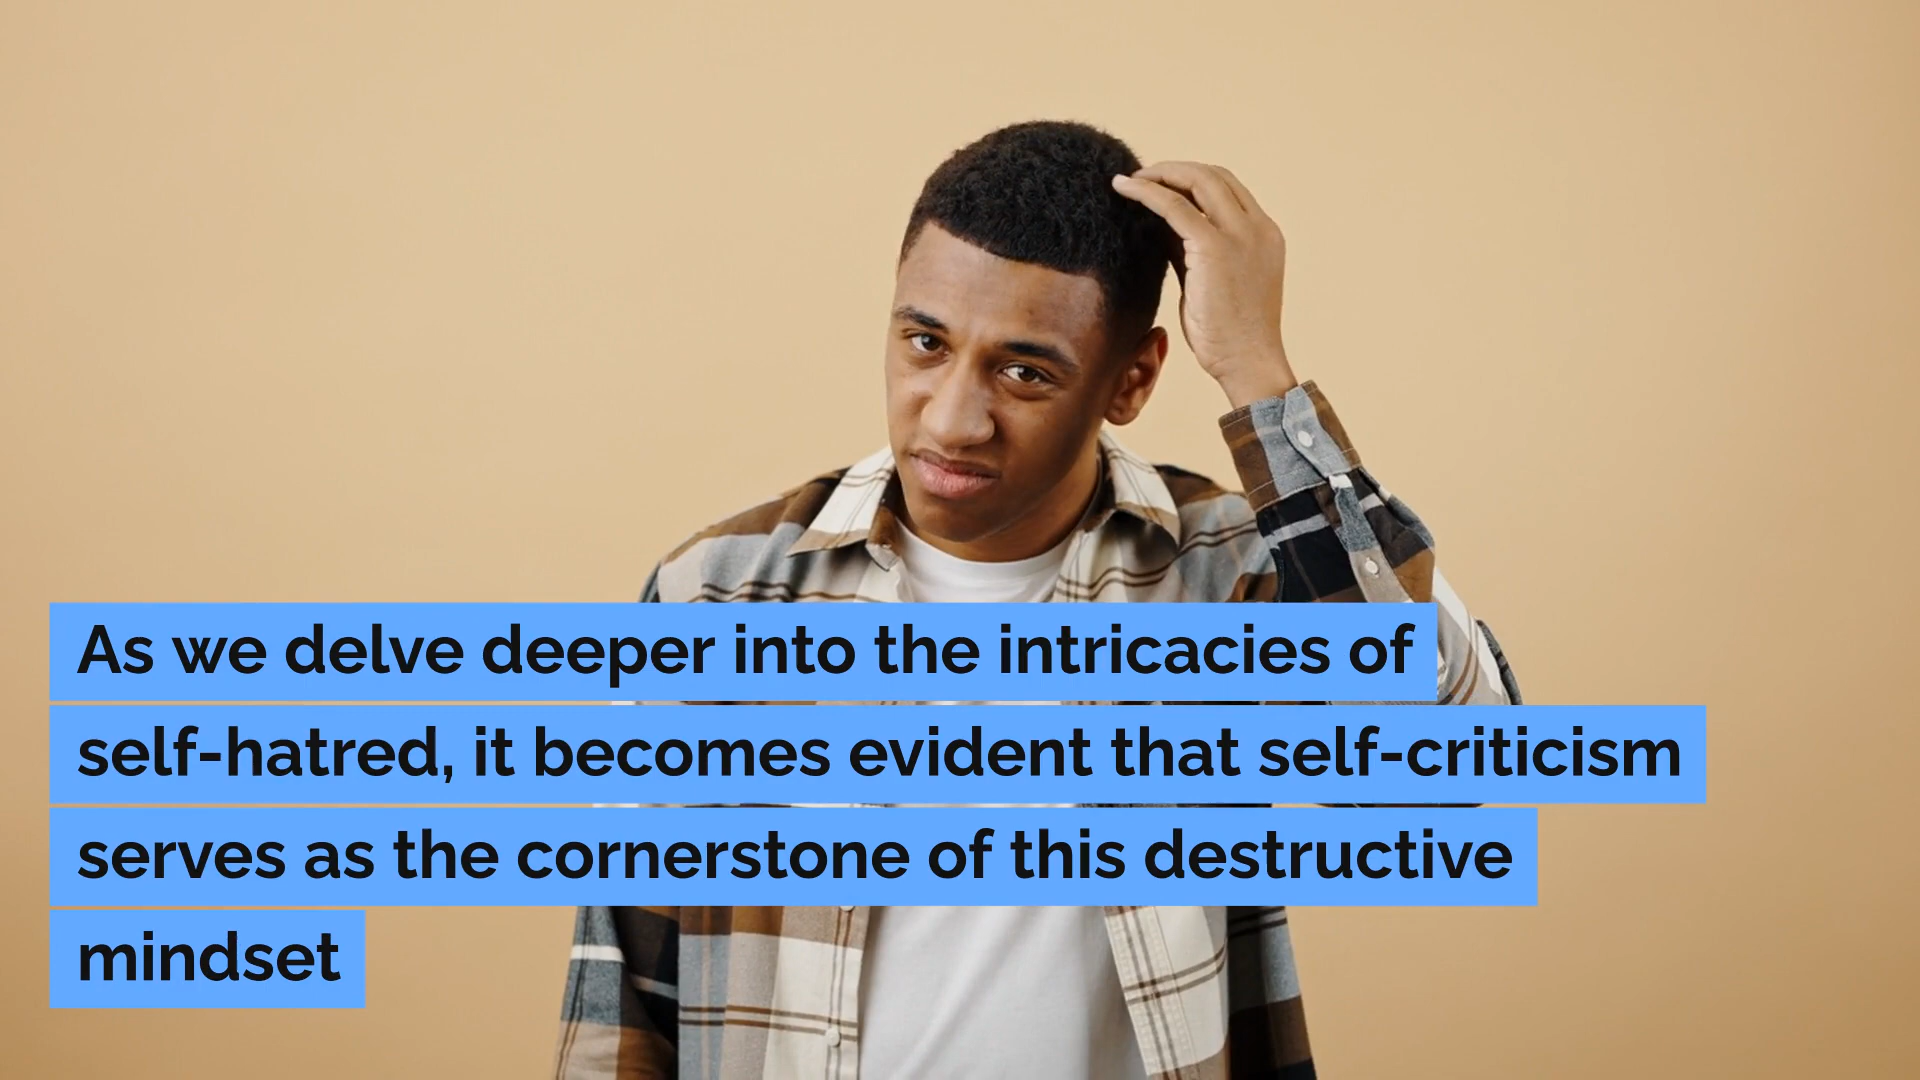 As we delve deeper into the intricacies of
self-hatred, it becomes evident that self-criticism
serves as the cornerstone of this destructive
mindset